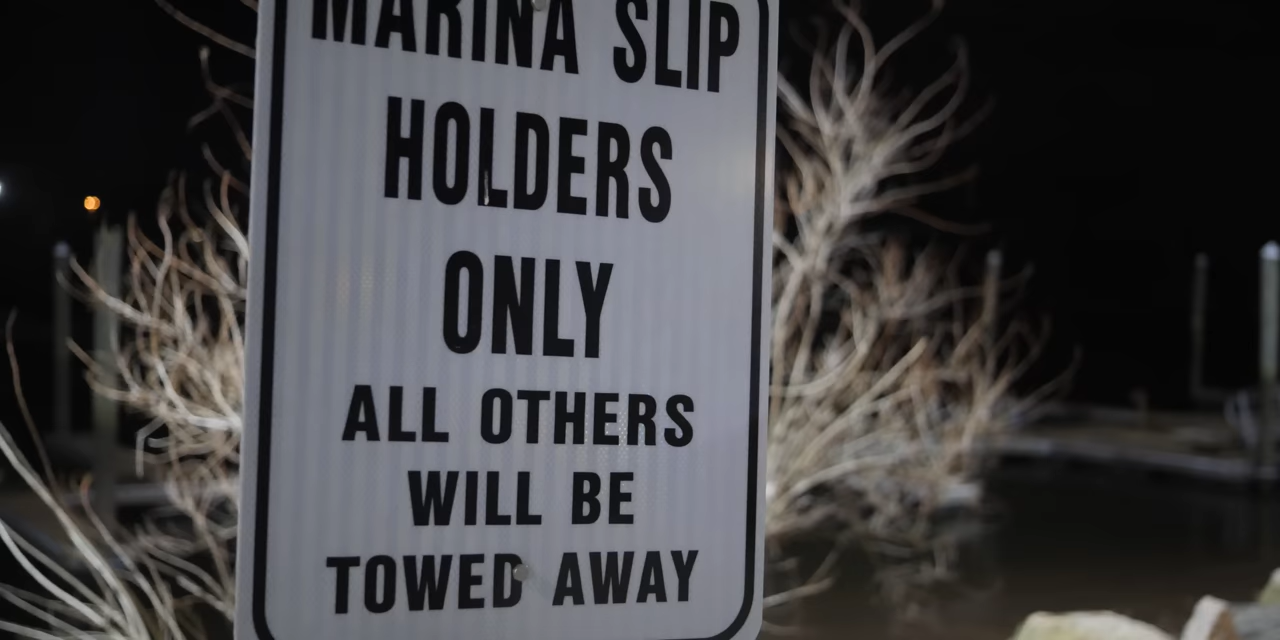 MARINA SLIP
HOLDERS
ONLY
ALL OTHERS
WILL BE
TOWED AWAY